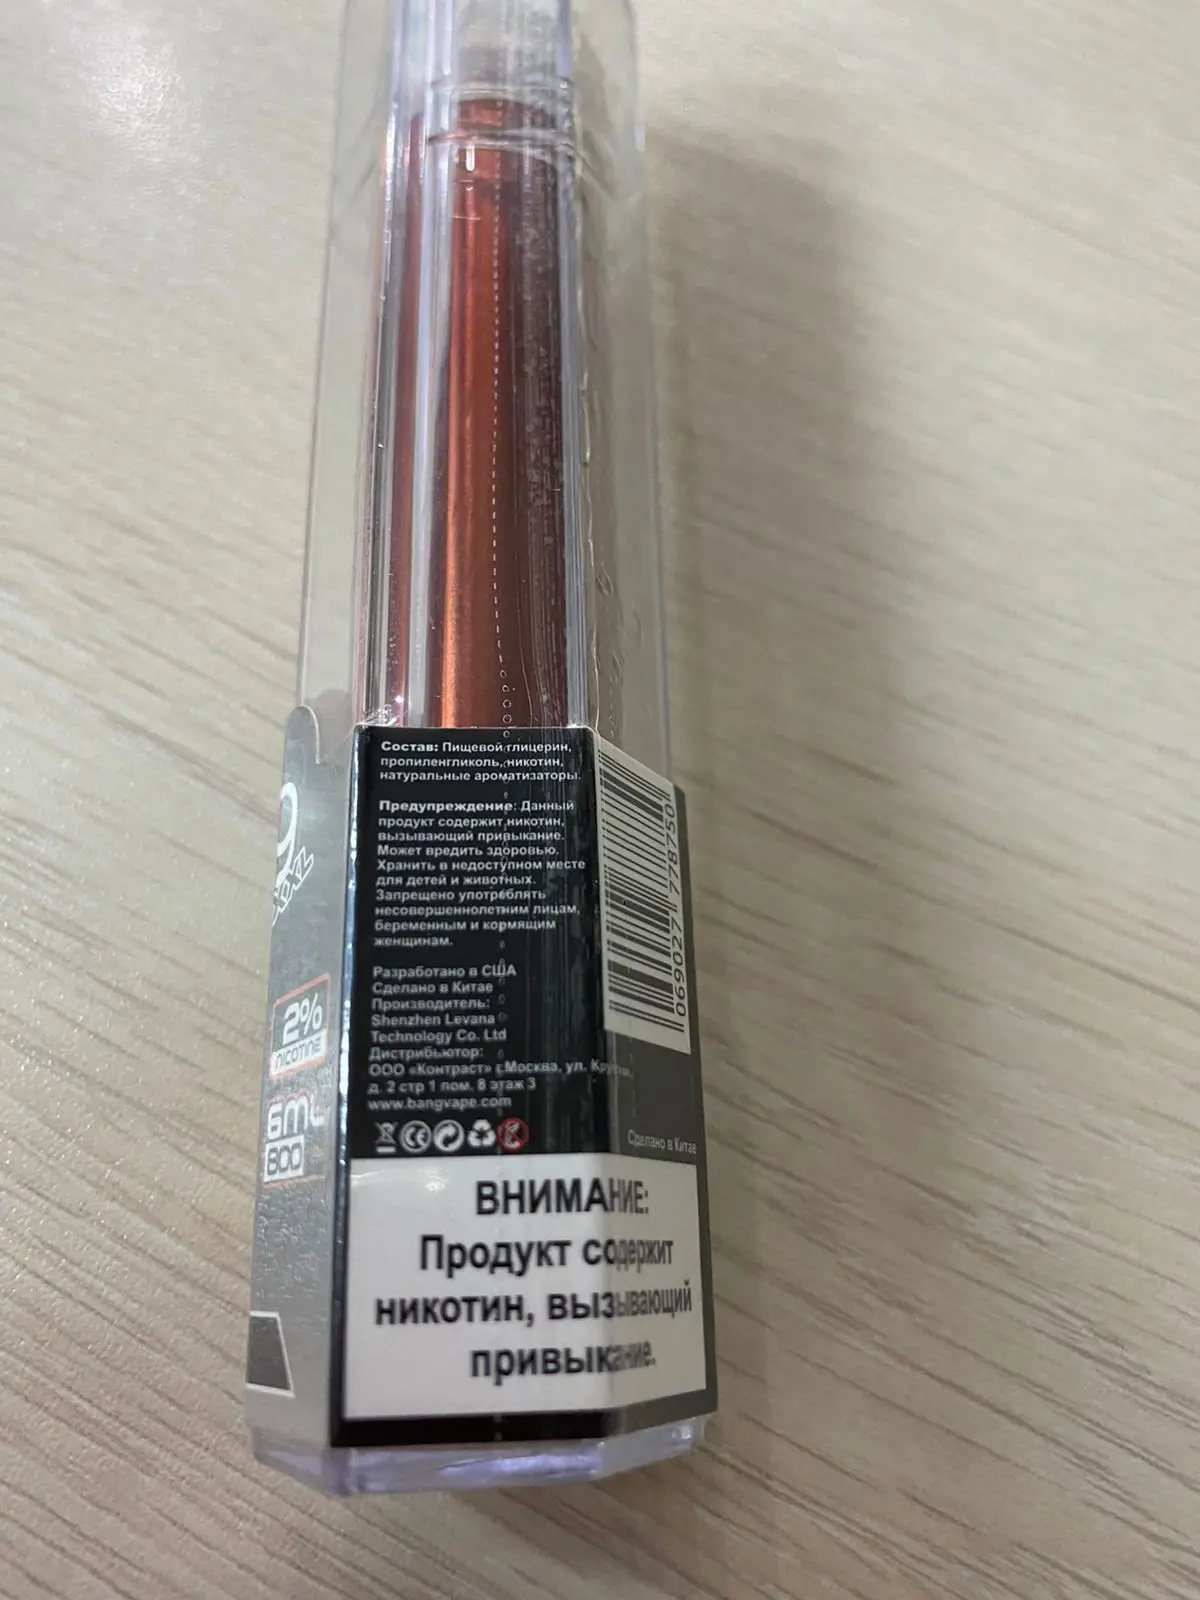 Состав: Пищевой глицерин,
пропиленгликоль, никотин,
натуральные ароматизаторы.
Предупреждение: Данный
продукт содержит никотин,
вызывающий привыкание.
Может вредить здоровью.
Хранить в недоступном месте
для детей и животных.
Запрещено употреблять
несовершеннолетним лицам,
беременным и кормящим
женщинам.
Разработано в США
Сделано в Китае
Производитель:
Shenzhen Levana
Technology Co. Ltd
Дистрибьютор:
ООО «Контраст» г.Москва, ул.
д. 2 стр 1 пом. 8 этаж 3
www.bangvape.com
ВНИМАНИЕ:
Продукт содержит
никотин, вызывающий
привыкание.
2%
NICOTINE
6ML
800
069027 778750
Сделано в Китае